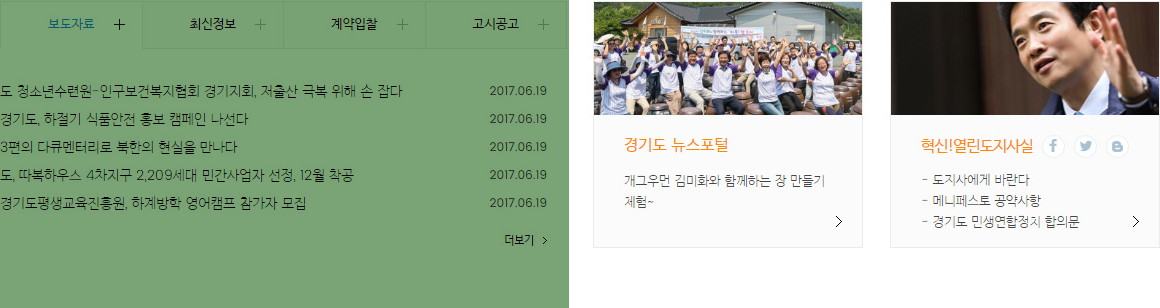 보도자료
최신정보
계약입찰
고시공고
도 청소년수련원-인구보건복지협회 경기지회, 저출산 극복 위해 손 잡다 2017.06.19
경기도, 하절기 식품안전 홍보 캠페인 나선다 2017.06.19
3편의 다큐멘터리로 북한의 현실을 만나다 2017.06.19
도, 따복하우스 4차지구 2,209세대 민간사업자 선정, 12월 착공 2017.06.19
경기도평생교육진흥원, 하계방학 영어캠프 참가자 모집 2017.06.19
더보기
경기도 뉴스포털
개그우먼 김미화와 함께하는 장 만들기
체험~
혁신!열린도지사실
- 도지사에게 바란다
- 메니페스토 공약사항
- 경기도 민생연합정치 합의문